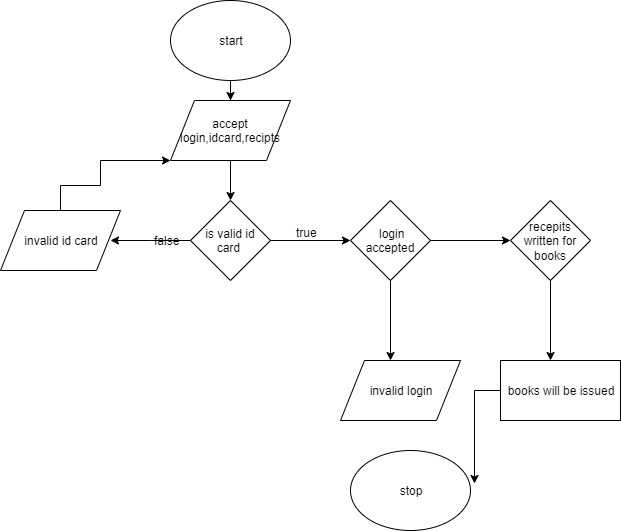 start
accept
login,idcard,recipts
invalid id card
false
is valid id
card
true
login
accepted
recepits
written for
books
invalid login
books will be issued
stop